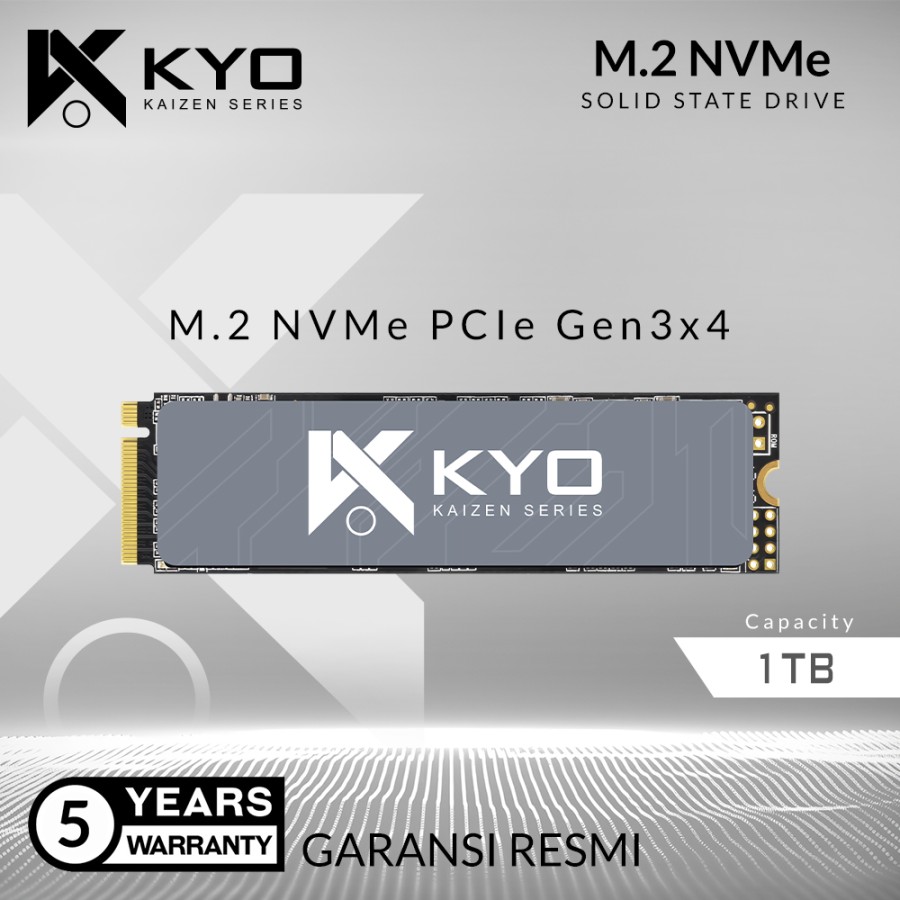 KYO
KAIZEN SERIES
M.2 NVMe
SOLID STATE DRIVE
M.2 NVMe PCIe Gen3x4
KYO
KAIZEN SERIES
ROW
Capacity
1TB
5 YEARS
WARRANTY
GARANSI RESMI